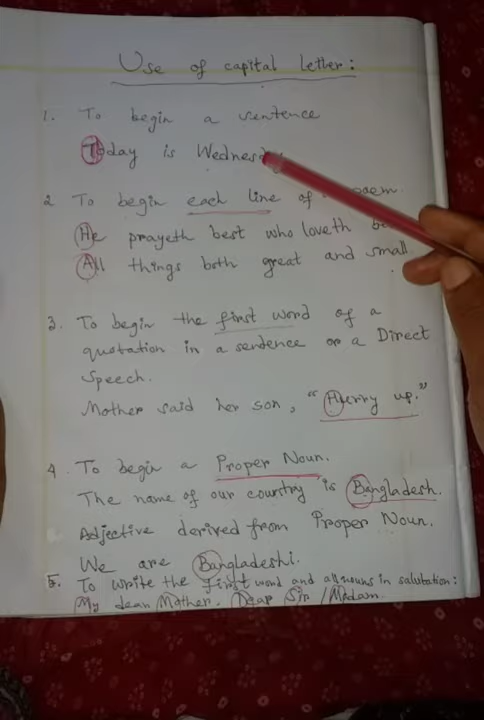 Use of capital letter:
1. To begin a sentence
Today is Wednesd
2. To begin each line of poem.
He prayeth best who loveth
All things both great and small.
3. To begin the first word of a
quotation in a sentence or a Direct
Speech.
Mother said her son, "Hurry up."
4. To begin a Proper Noun.
The name of our country is Bangladesh.
Adjective derived from Proper Noun.
We are Bangladeshi.
5. To write the first word and all nouns in salutation:
My dear Mother. Dear Sir / Madam.